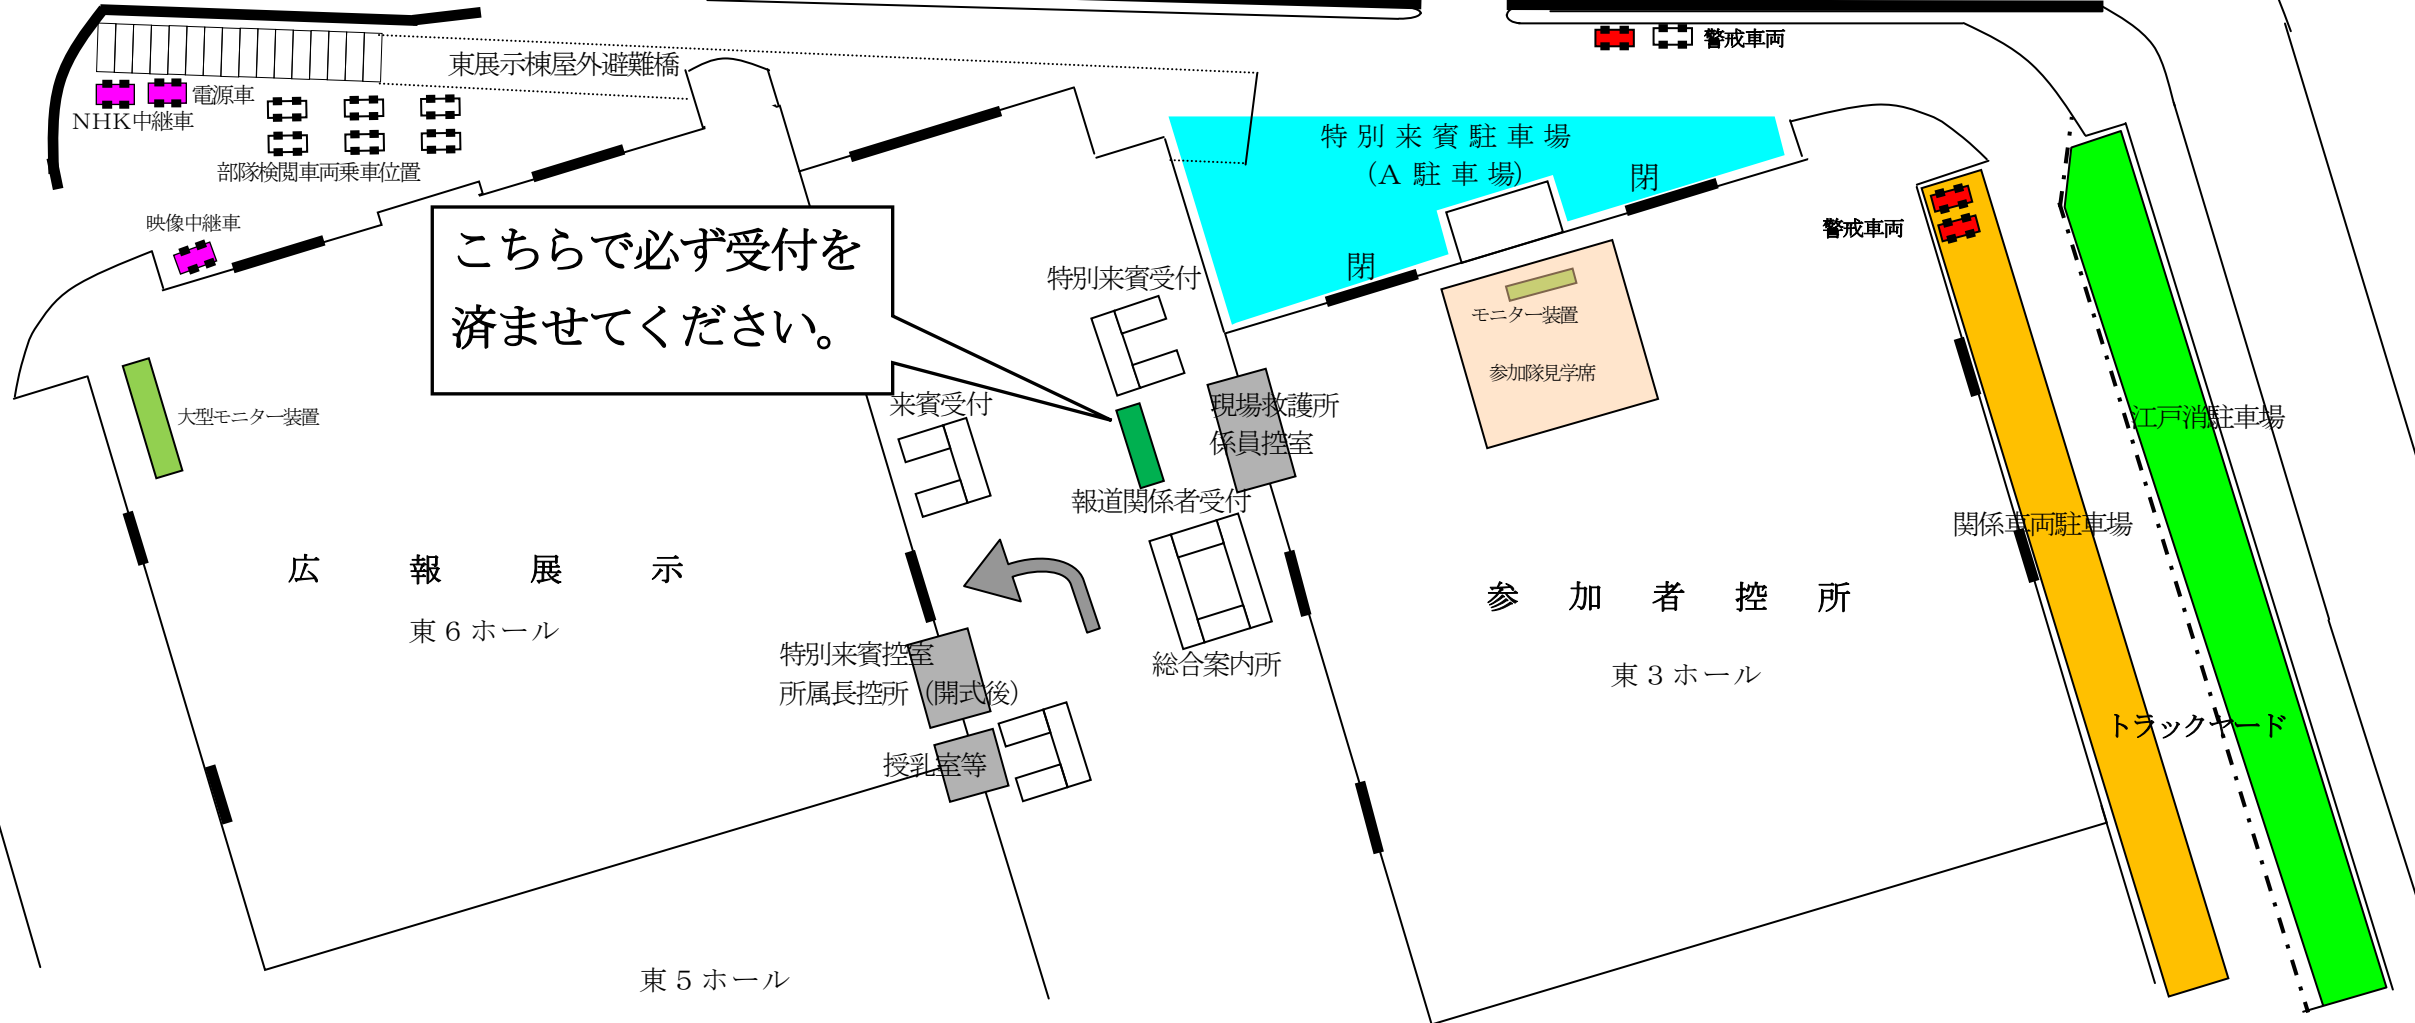 警戒車両
東展示棟屋外避難橋
電源車
NHK中継車
部隊検閲車両乗車位置
特別来賓駐車場
(A駐車場)
閉
閉
映像中継車
警戒車両
こちらで必ず受付を
済ませてください。
特別来賓受付
モニター装置
参加隊見学席
大型モニター装置
来賓受付
現場救護所
係員控室
江戸消駐車場
報道関係者受付
関係車両駐車場
広報展示
東6ホール
参加者控所
東3ホール
特別来賓控室
所属長控所（開式後）
総合案内所
トラックヤード
授乳室等
東5ホール